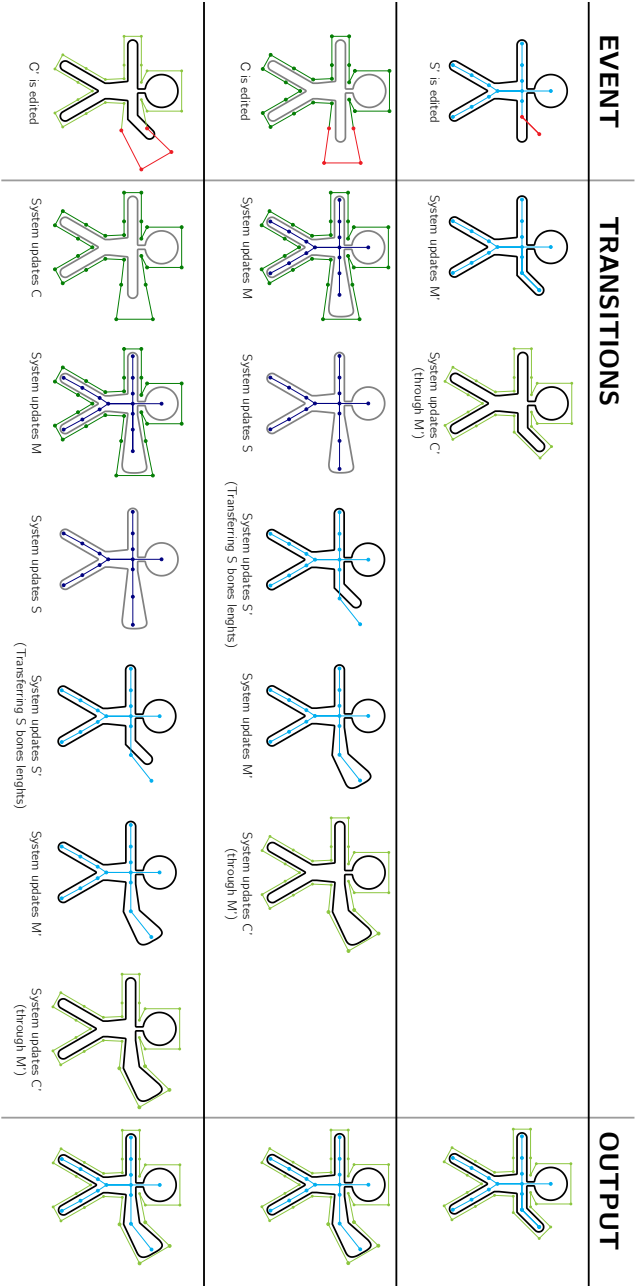 EVENT
TRANSITIONS
OUTPUT
S' is edited
System updates M'
System updates C'
(through M')
C is edited
System updates M
System updates S
System updates S'
(Transferring S bones lenghts)
System updates M'
System updates C'
(through M')
C' is edited
System updates C
System updates M
System updates S
System updates S'
(Transferring S bones lenghts)
System updates M'
System updates C'
(through M')